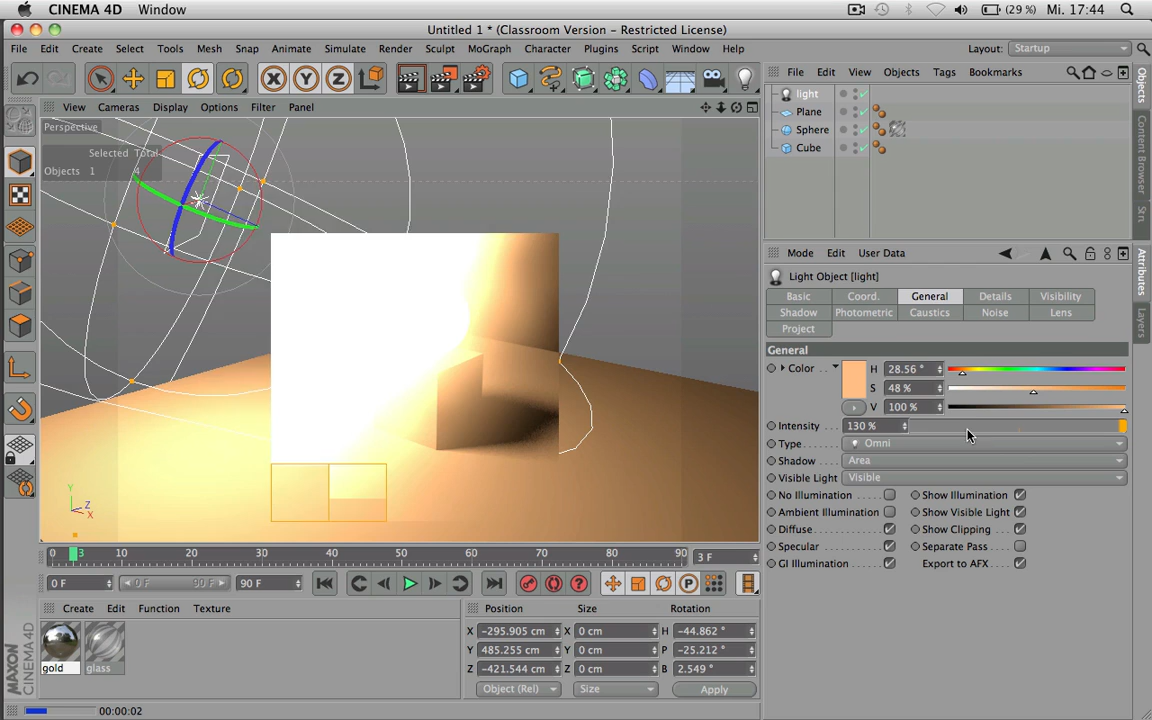 CINEMA 4D Window (29 %) Mi. 17:44
Untitled 1 * (Classroom Version - Restricted License)
File Edit Create Select Tools Mesh Snap Animate Simulate Render Sculpt MoGraph Character Plugins Script Window Help Layout: Startup
X Y Z
File Edit View Objects Tags Bookmarks
View Cameras Display Options Filter Panel
Perspective
Selected Total
Objects 1 4
light
Plane
Sphere
Cube
Objects
Content Browser
Str
Mode Edit User Data
Light Object [light]
Basic Coord. General Details Visibility
Shadow Photometric Caustics Noise Lens
Project
General
Color H 28.56 °
S 48 %
V 100 %
Intensity 130 %
Type Omni
Shadow Area
Visible Light Visible
No Illumination Show Illumination
Ambient Illumination Show Visible Light
Diffuse Show Clipping
Specular Separate Pass
GI Illumination Export to AFX
Attributes
Layers
Y
Z
X
0 3 10 20 30 40 50 60 70 80 90 3 F
0 F 0 F 90 F 90 F
P
Create Edit Function Texture
gold glass
Position Size Rotation
X -295.905 cm X 0 cm H -44.862 °
Y 485.255 cm Y 0 cm P -25.212 °
Z -421.544 cm Z 0 cm B 2.549 °
Object (Rel) Size Apply
MAXON
CINEMA 4D
00:00:02